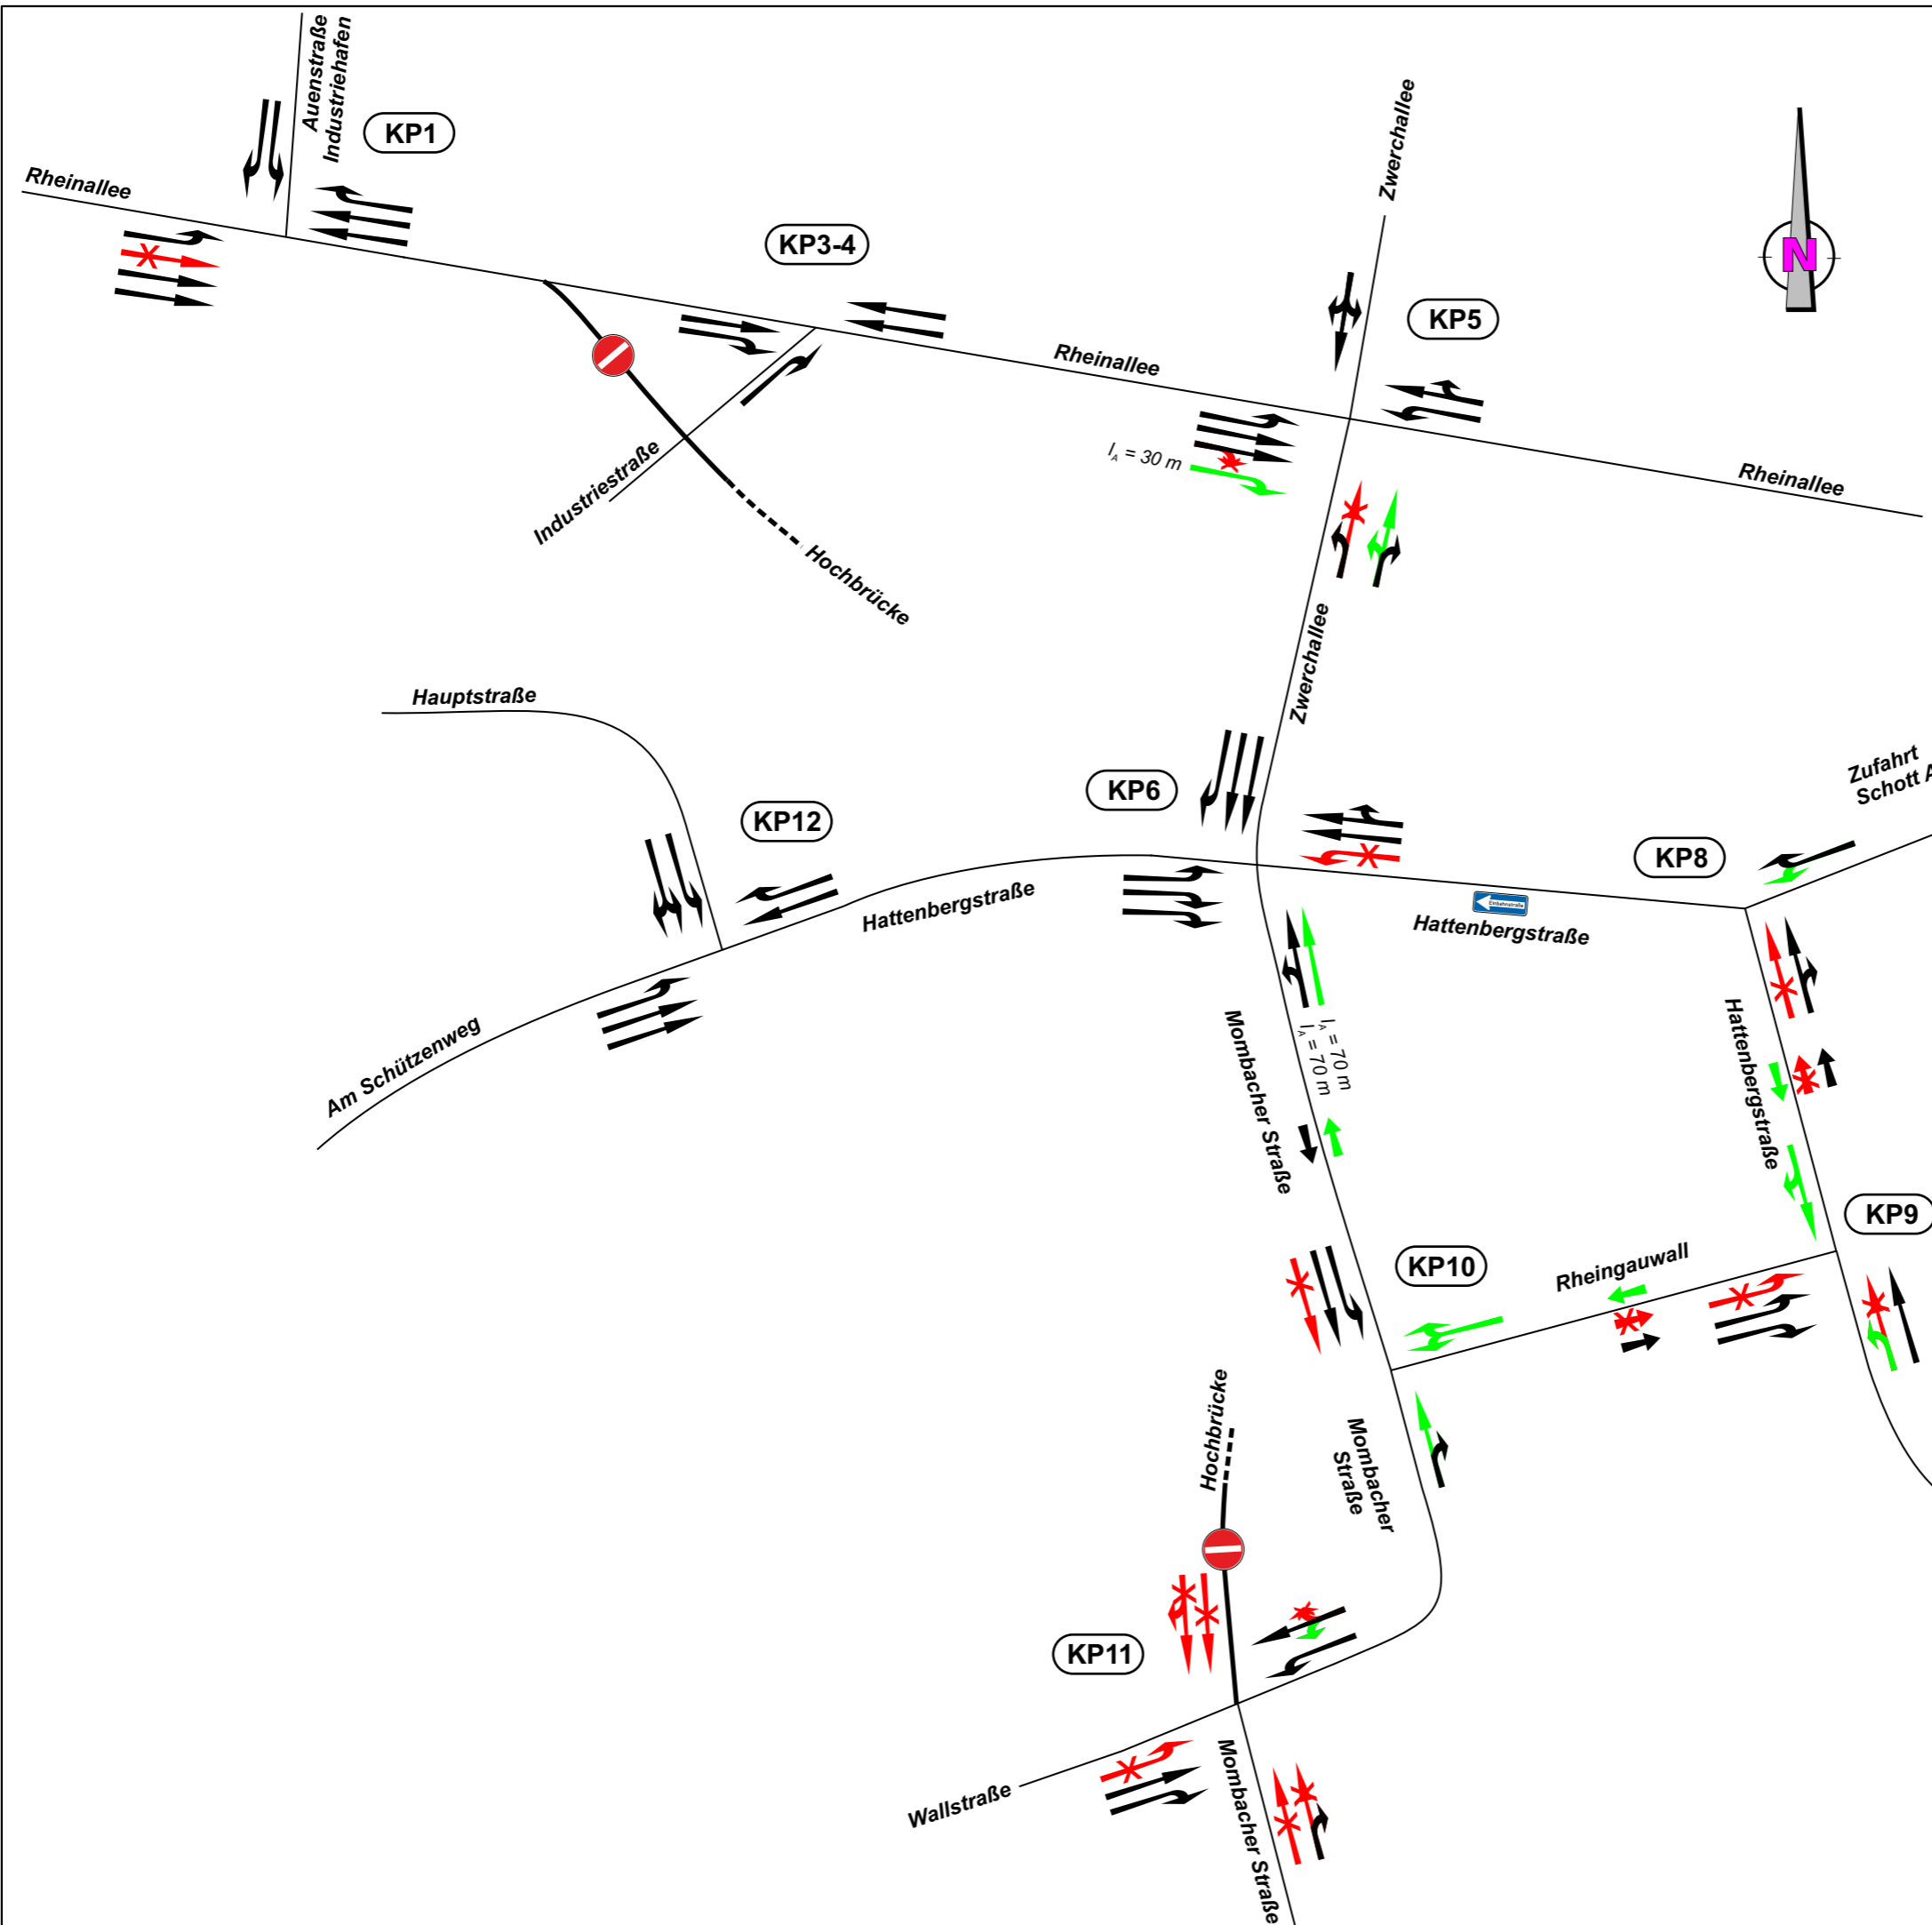 Auenstraße
Industriehafen
KP1
Rheinallee
Zwerchallee
N
KP3-4
KP5
Rheinallee
lA = 30 m
Rheinallee
Industriestraße
Hochbrücke
Zwerchallee
Hauptstraße
Zufahrt
Schott A
KP6
KP12
KP8
Hattenbergstraße
Einbahnstraße
Hattenbergstraße
Am Schützenweg
Mombacher Straße
lA = 70 m
lA = 70 m
Hattenbergstraße
KP9
KP10
Rheingauwall
Hochbrücke
Mombacher
Straße
KP11
Wallstraße
Mombacher Straße